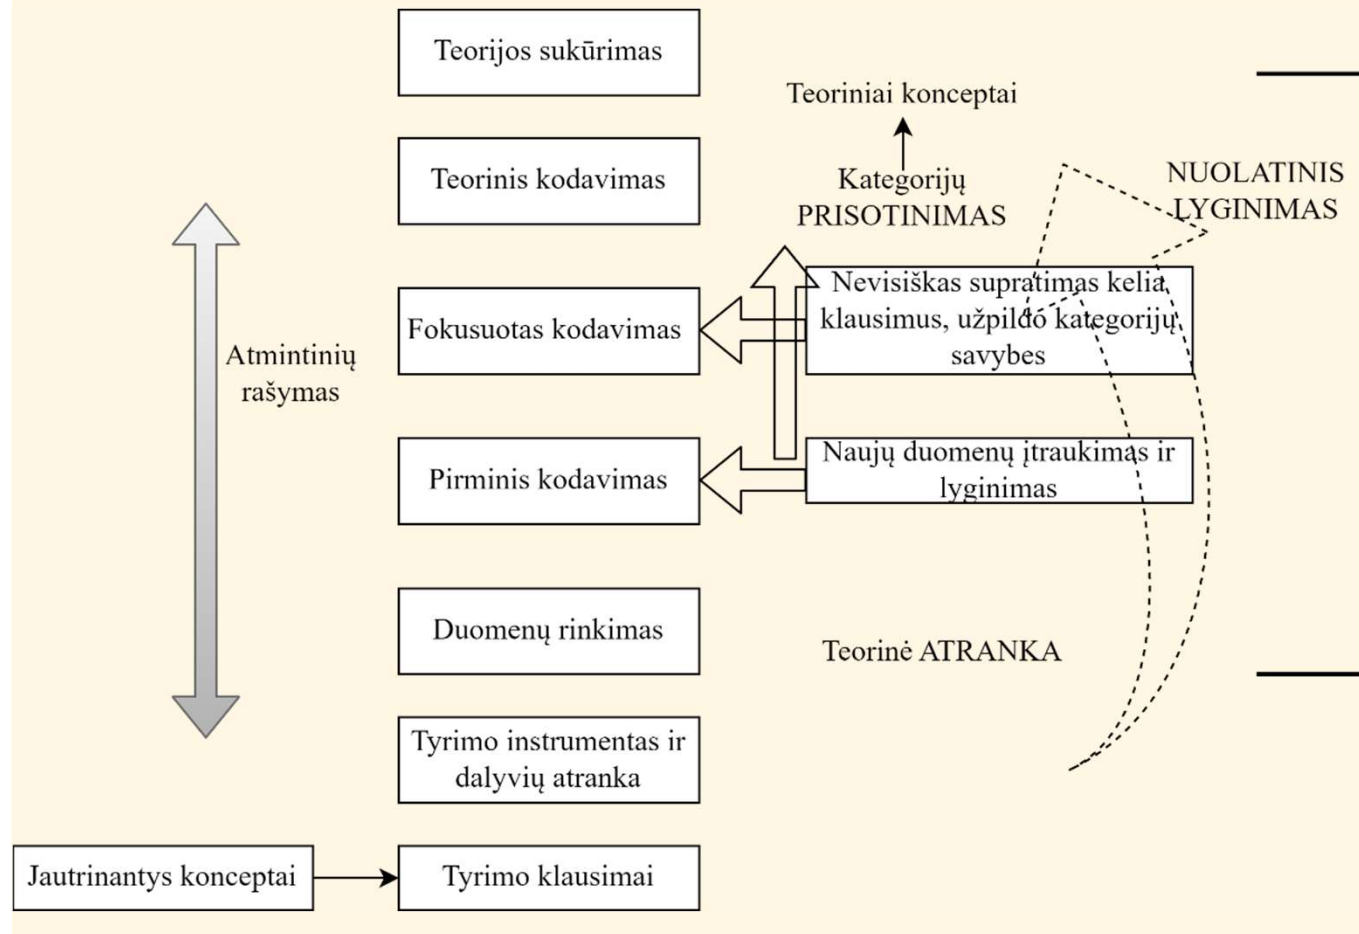 Teorijos sukūrimas
Teoriniai konceptai
Teorinis kodavimas
Kategorijų
PRISOTINIMAS
NUOLATINIS
LYGINIMAS
Atmintinių
rašymas
Fokusuotas kodavimas
Nevisiškas supratimas kelia
klausimus, užpildo kategorijų
savybes
Pirminis kodavimas
Naujų duomenų įtraukimas ir
lyginimas
Duomenų rinkimas
Teorinė ATRANKA
Tyrimo instrumentas ir
dalyvių atranka
Jautrinantys konceptai
Tyrimo klausimai